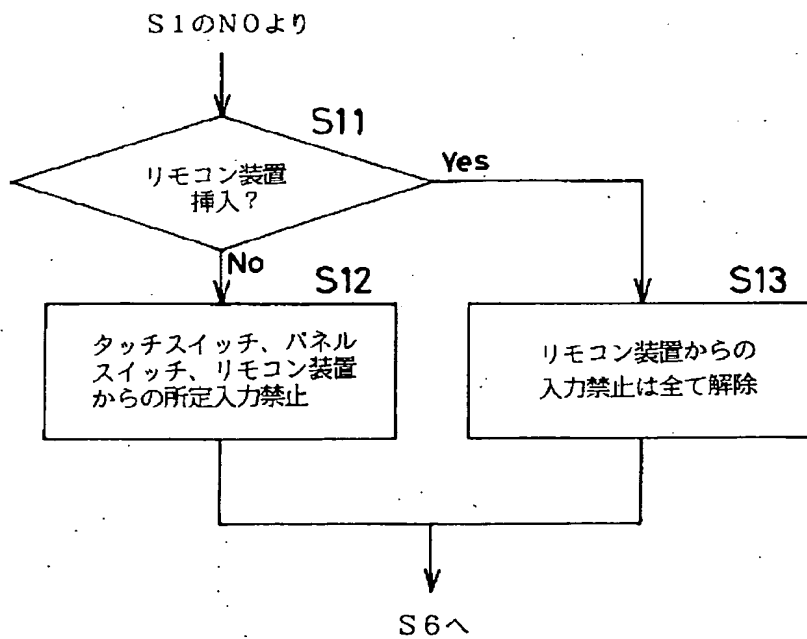 S1のNOより
S11
リモコン装置
挿入？
Yes
No
S12
タッチスイッチ、パネル
スイッチ、リモコン装置
からの所定入力禁止
S13
リモコン装置からの
入力禁止は全て解除
S6へ